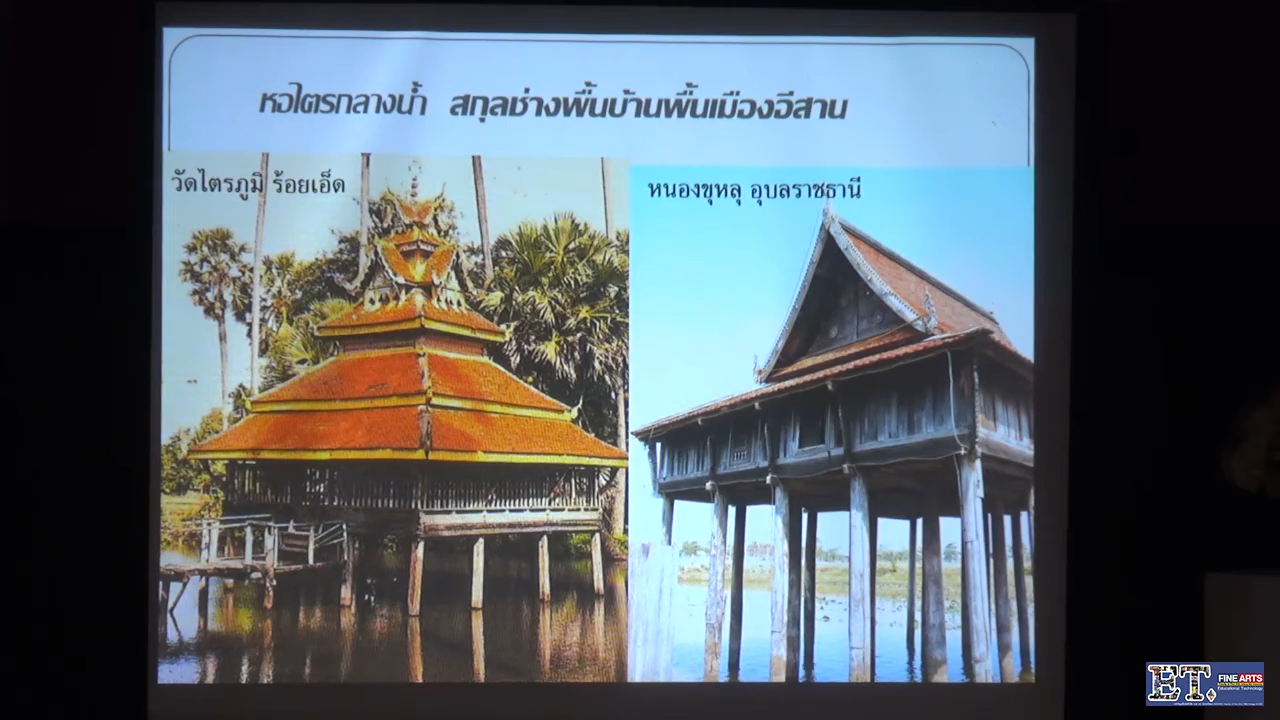 หอไตรกลางน้ำ สกุลช่างพื้นบ้านพื้นเมืองอีสาน
วัดไตรภูมิ ร้อยเอ็ด
หนองขุหลุ อุบลราชธานี
ET.
FINE ARTS
Educational Technology